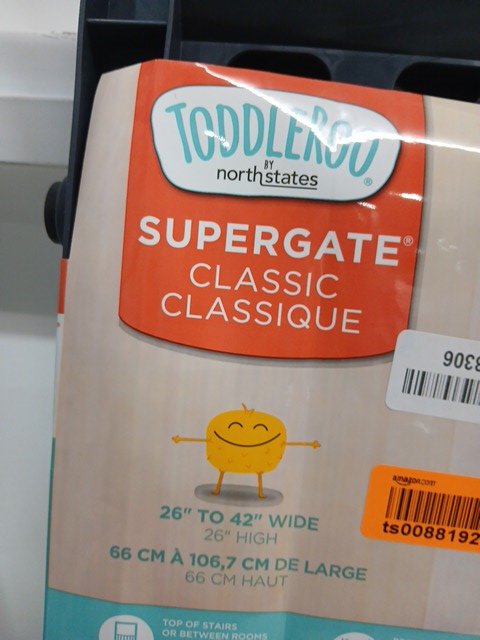 TODDLEROO
BY
northstates
®
SUPERGATE®
CLASSIC
CLASSIQUE
amazon.com
ts0088192
26" TO 42" WIDE
26" HIGH
66 CM À 106,7 CM DE LARGE
66 CM HAUT
TOP OF STAIRS
OR BETWEEN ROOMS